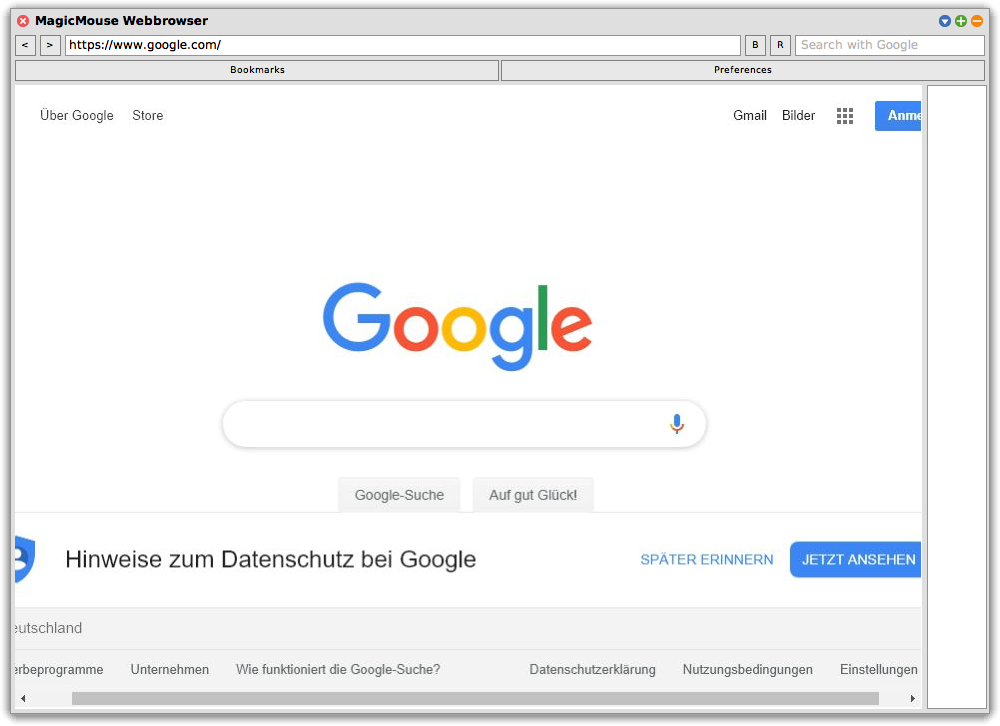 MagicMouse Webbrowser
< > https://www.google.com/ B R Search with Google
Bookmarks Preferences
Über Google Store Gmail Bilder Anme
Google
Google-Suche Auf gut Glück!
Hinweise zum Datenschutz bei Google SPÄTER ERINNERN JETZT ANSEHEN
eutschland
erbeprogramme Unternehmen Wie funktioniert die Google-Suche? Datenschutzerklärung Nutzungsbedingungen Einstellungen